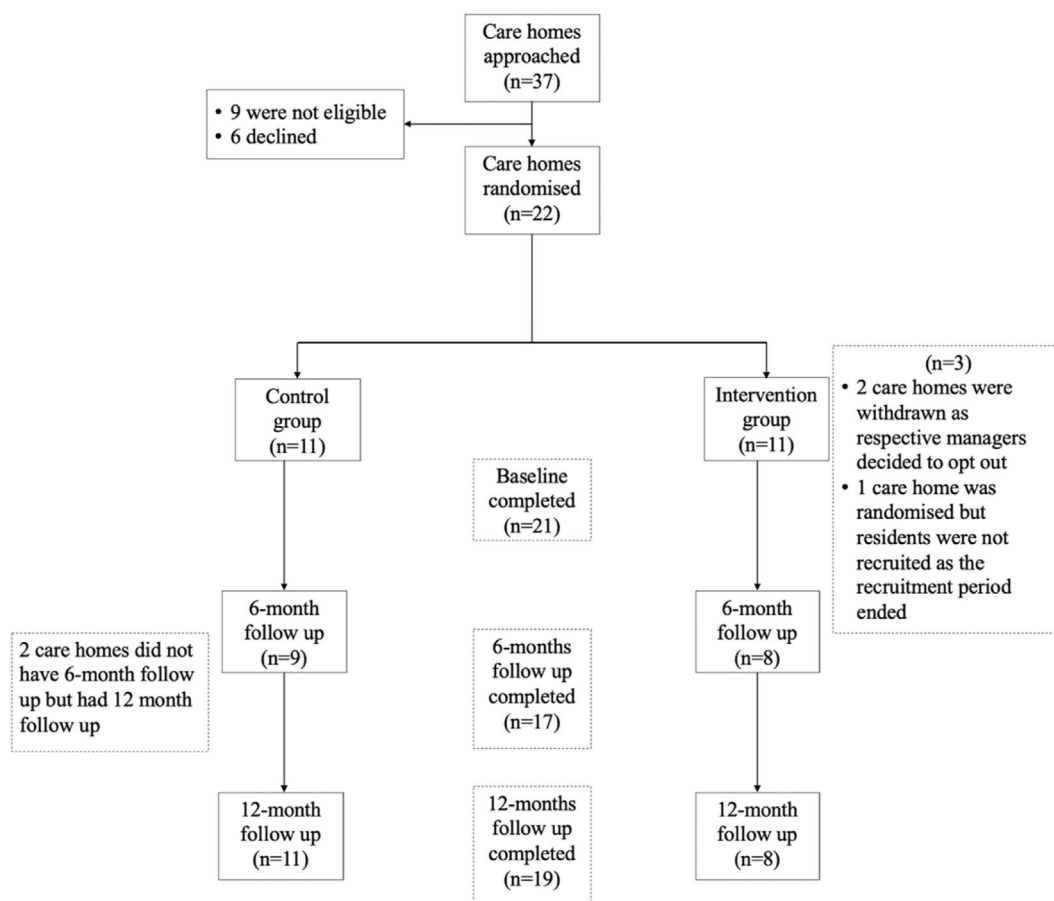 Care homes
approached
(n=37)
• 9 were not eligible
• 6 declined
Care homes
randomised
(n=22)
Control
group
(n=11)
Intervention
group
(n=11)
(n=3)
• 2 care homes were
withdrawn as
respective managers
decided to opt out
• 1 care home was
randomised but
residents were not
recruited as the
recruitment period
ended
Baseline
completed
(n=21)
2 care homes did not
have 6-month follow
up but had 12 month
follow up
6-month
follow up
(n=9)
6-months
follow up
completed
(n=17)
6-month
follow up
(n=8)
12-month
follow up
(n=11)
12-months
follow up
completed
(n=19)
12-month
follow up
(n=8)